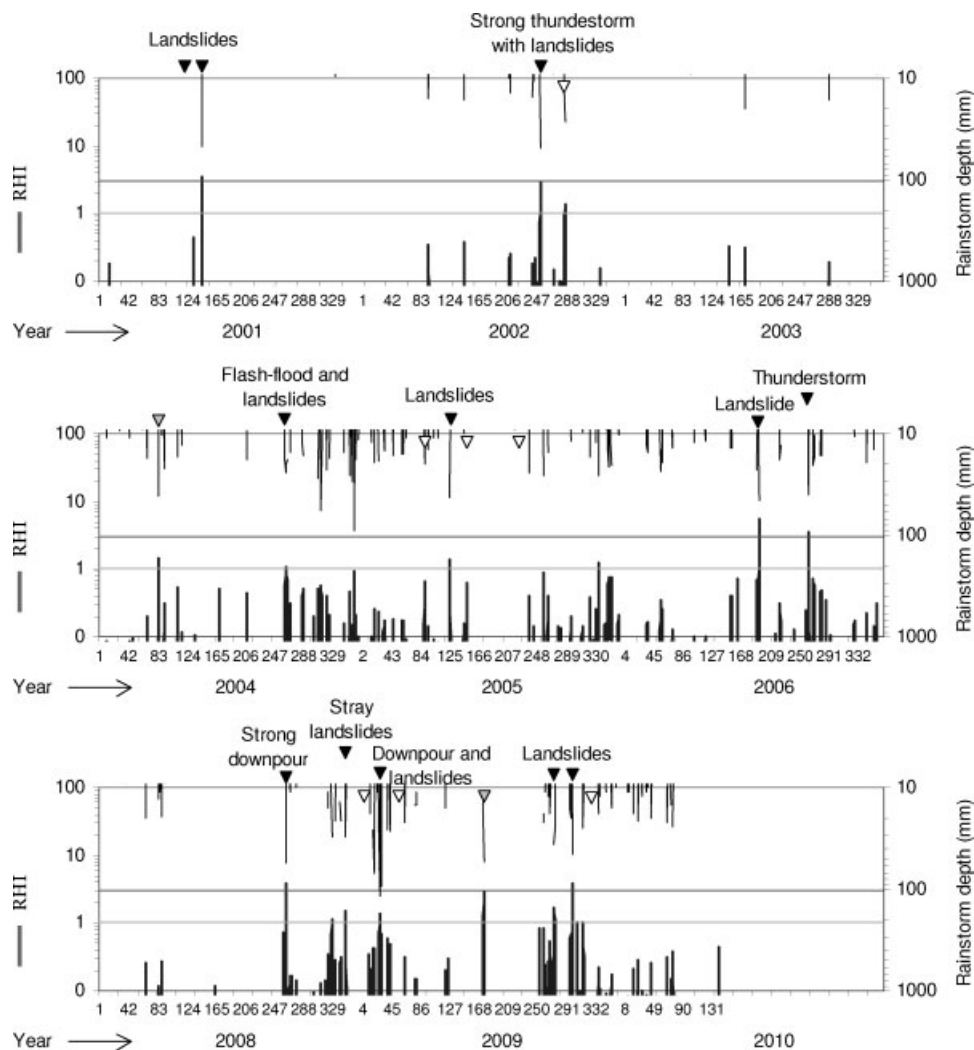 Landslides
Strong thundestorm
with landslides
100
10
1
0
RHI
10
100
1000
Rainstorm depth (mm)
1 42 83 124 165 206 247 288 329 1 42 83 124 165 206 247 288 329 1 42 83 124 165 206 247 288 329
Year 2001 2002 2003
Flash-flood and
landslides
Landslides
Thunderstorm
Landslide
100
10
1
0
RHI
10
100
1000
Rainstorm depth (mm)
1 42 83 124 165 206 247 288 329 2 43 84 125 166 207 248 289 330 4 45 86 127 168 209 250 291 332
Year 2004 2005 2006
Strong
downpour
Stray
landslides
Downpour and
landslides
Landslides
100
10
1
0
RHI
10
100
1000
Rainstorm depth (mm)
1 42 83 124 165 206 247 288 329 4 45 86 127 168 209 250 291 332 8 49 90 131
Year 2008 2009 2010